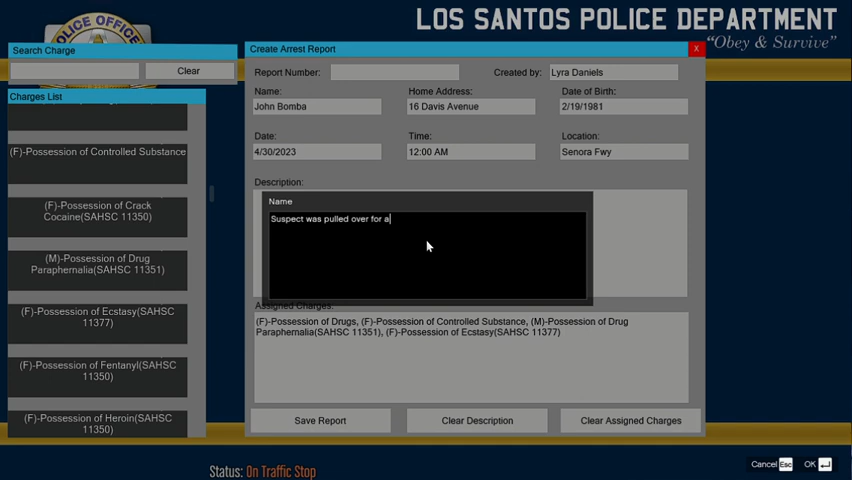 POLICE OFFICE
LOS SANTOS POLICE DEPARTMENT
“Obey & Survive”
Search Charge
Clear
Charges List
(F)-Possession of Controlled Substance
(F)-Possession of Crack
Cocaine(SAHSC 11350)
(M)-Possession of Drug
Paraphernalia(SAHSC 11351)
(F)-Possession of Ecstasy(SAHSC
11377)
(F)-Possession of Fentanyl(SAHSC
11350)
(F)-Possession of Heroin(SAHSC
11350)
Create Arrest Report
X
Report Number:
Created by: Lyra Daniels
Name: Home Address: Date of Birth:
John Bomba 16 Davis Avenue 2/19/1981
Date: Time: Location:
4/30/2023 12:00 AM Senora Fwy
Description:
Name
Suspect was pulled over for a
Assigned Charges:
(F)-Possession of Drugs, (F)-Possession of Controlled Substance, (M)-Possession of Drug
Paraphernalia(SAHSC 11351), (F)-Possession of Ecstasy(SAHSC 11377)
Save Report Clear Description Clear Assigned Charges
Status: On Traffic Stop
Cancel Esc OK